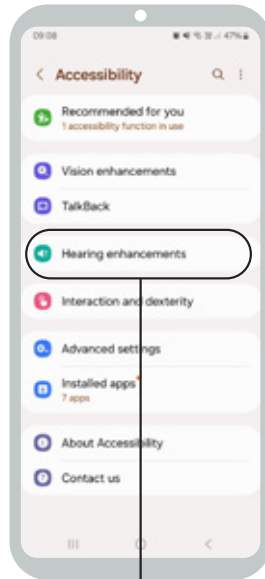 09:08 47%
Accessibility
Recommended for you
1 accessibility function in use
Vision enhancements
TalkBack
Hearing enhancements
Interaction and dexterity
Advanced settings
Installed apps
7 apps
About Accessibility
Contact us